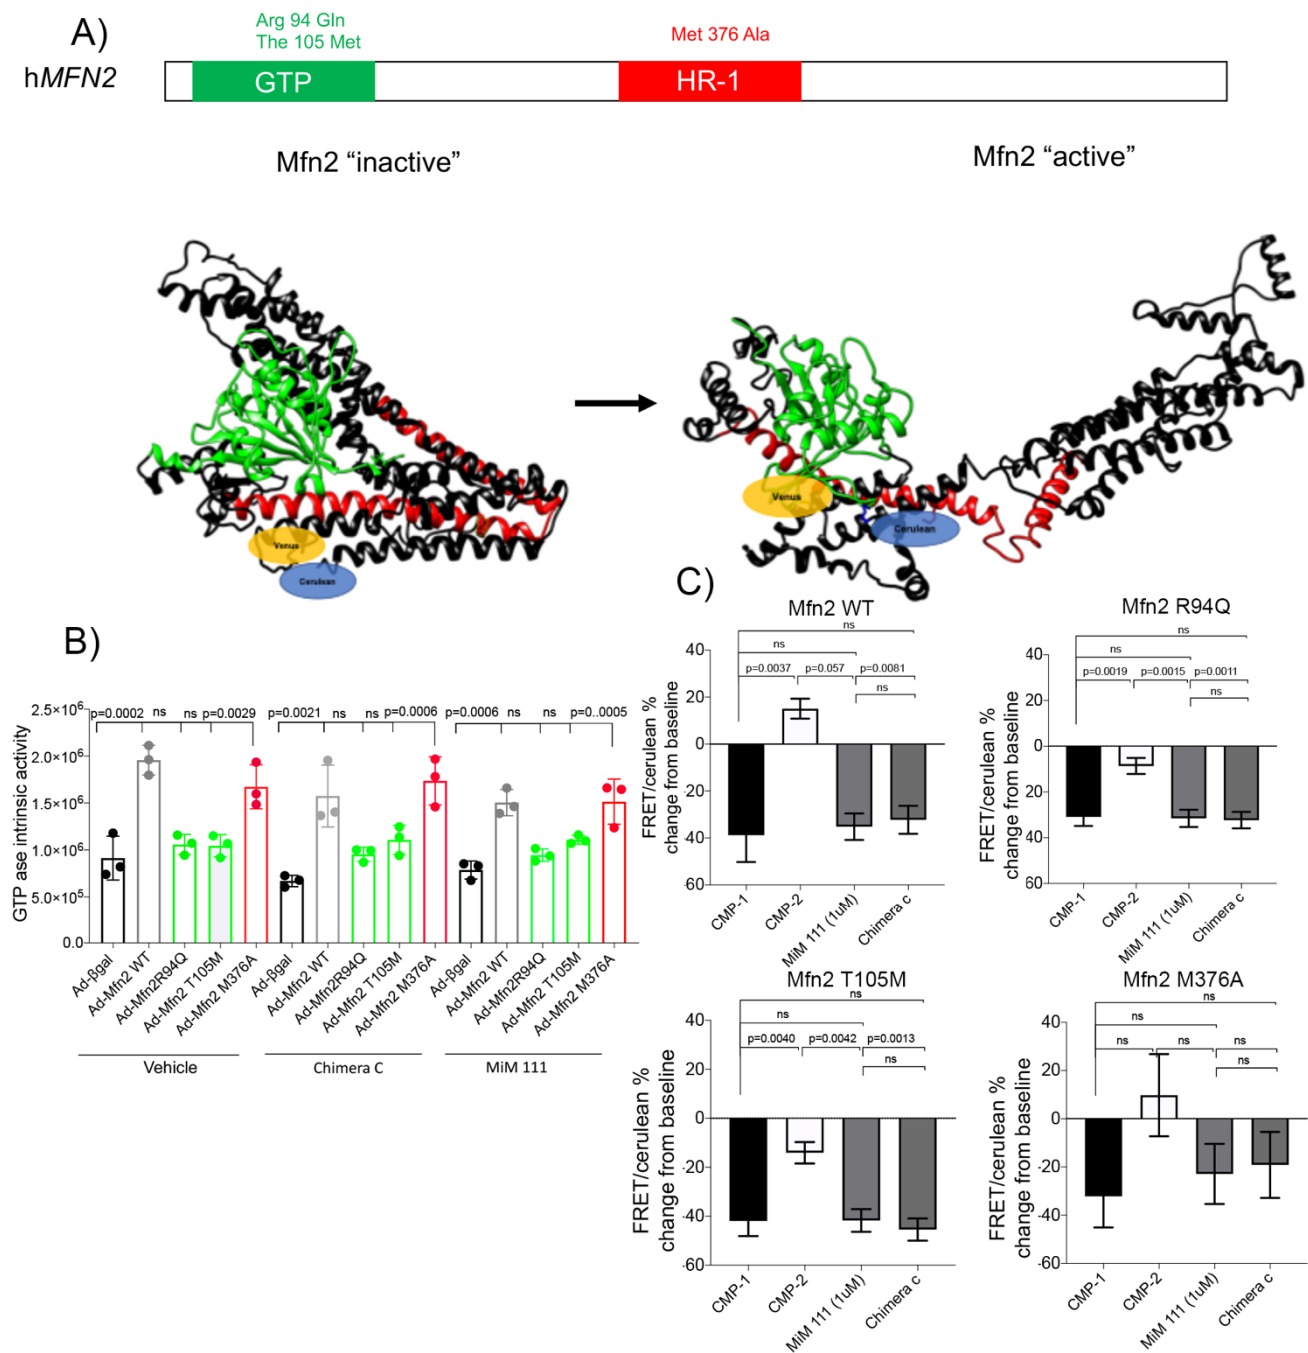 A)
Arg 94 Gln
The 105 Met
Met 376 Ala
hMFN2
GTP
HR-1
Mfn2 “inactive”
Mfn2 “active”
Venus
Cerulean
Venus
Cerulean
B)
GTP ase intrinsic activity
2.5×10⁶
2.0×10⁶
1.5×10⁶
1.0×10⁶
5.0×10⁵
0.0
p=0.0002 ns ns p=0.0029
p=0.0021 ns ns p=0.0006
p=0.0006 ns ns p=0..0005
Ad-βgal
Ad-Mfn2 WT
Ad-Mfn2R94Q
Ad-Mfn2 T105M
Ad-Mfn2 M376A
Ad-βgal
Ad-Mfn2 WT
Ad-Mfn2R94Q
Ad-Mfn2 T105M
Ad-Mfn2 M376A
Ad-βgal
Ad-Mfn2 WT
Ad-Mfn2R94Q
Ad-Mfn2 T105M
Ad-Mfn2 M376A
Vehicle
Chimera C
MiM 111
C)
Mfn2 WT
ns
ns
p=0.0037 p=0.057 p=0.0081
ns
FRET/cerulean %
change from baseline
40
20
0
-20
-40
-60
CMP-1
CMP-2
MiM 111 (1uM)
Chimera c
Mfn2 R94Q
ns
ns
p=0.0019 p=0.0015 p=0.0011
ns
FRET/cerulean %
change from baseline
40
20
0
20
40
60
CMP-1
CMP-2
MiM 111 (1uM)
Chimera c
Mfn2 T105M
ns
ns
p=0.0040 p=0.0042 p=0.0013
ns
FRET/cerulean %
change from baseline
40
20
0
-20
-40
-60
CMP-1
CMP-2
MiM 111 (1uM)
Chimera c
Mfn2 M376A
ns
ns
ns ns ns
ns
FRET/cerulean %
change from baseline
40
20
0
-20
-40
-60
CMP-1
CMP-2
MiM 111 (1uM)
Chimera c